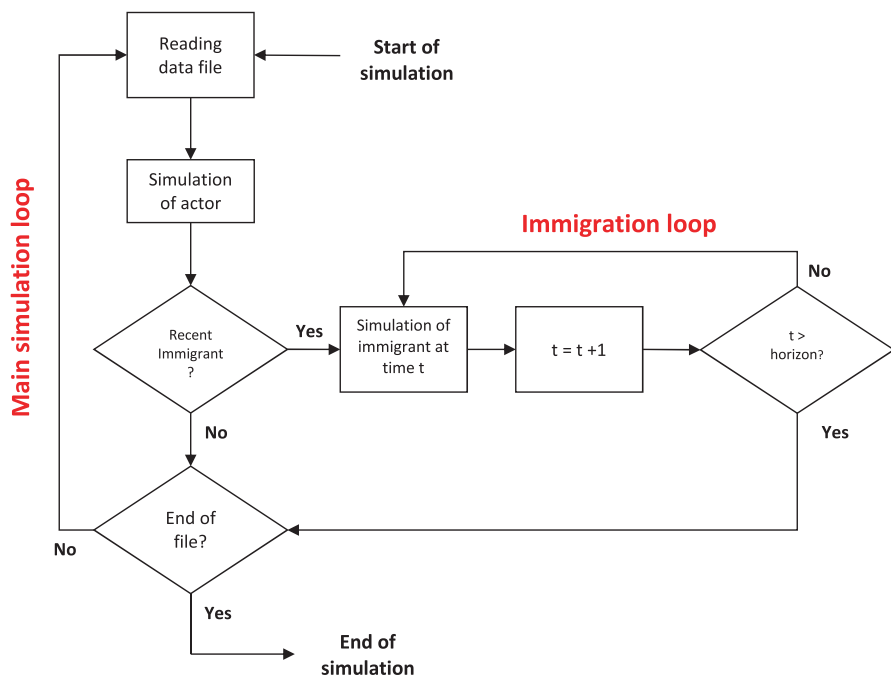 Reading
data file
Start of
simulation
Simulation
of actor
Main simulation loop
Immigration loop
No
Recent
Immigrant
?
Yes
Simulation of
immigrant at
time t
t = t +1
t >
horizon?
No
Yes
End of
file?
No
Yes
End of
simulation